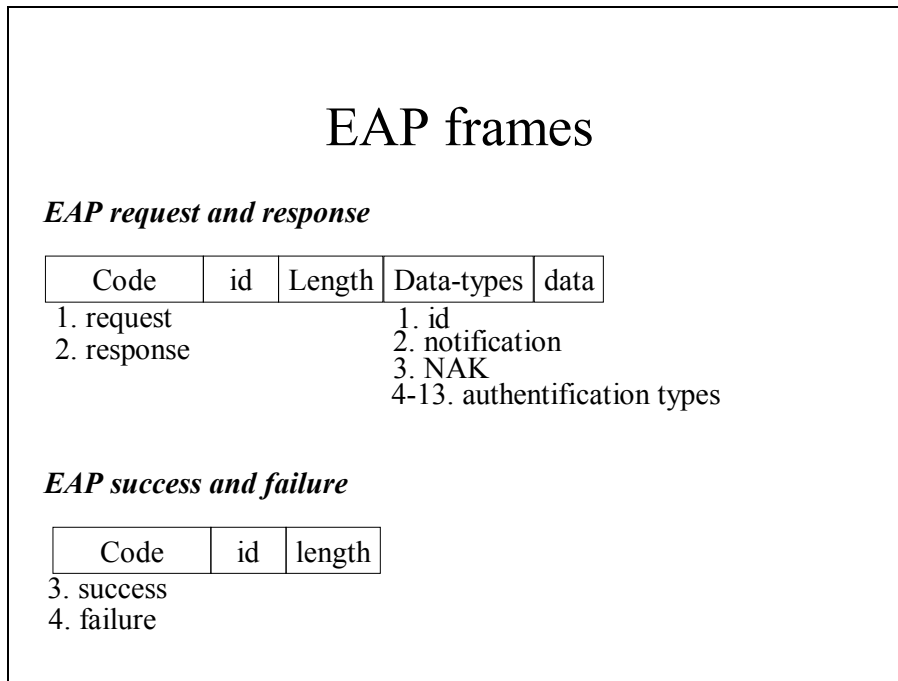 EAP frames
EAP request and response
Code id Length Data-types data
1. request
2. response
1. id
2. notification
3. NAK
4-13. authentification types
EAP success and failure
Code id length
3. success
4. failure